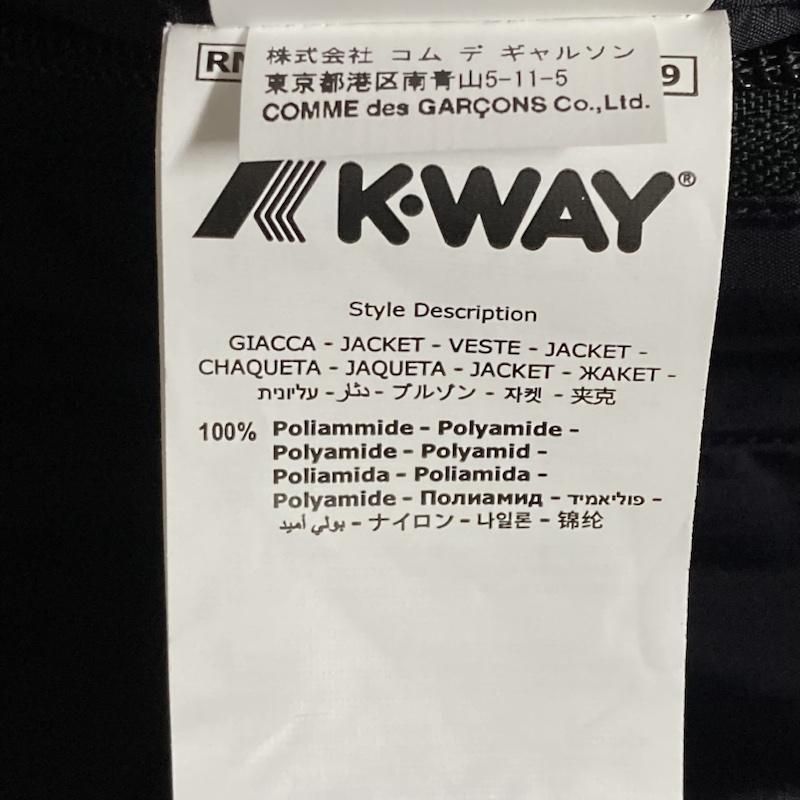 株式会社 コム デ ギャルソン
RN 9
東京都港区南青山5-11-5
COMME des GARÇONS Co.,Ltd.
K·WAY®
Style Description
GIACCA - JACKET - VESTE - JACKET -
CHAQUETA - JAQUETA - JACKET - ЖАКЕТ -
עליונית - دثار - ブルゾン - 자켓 - 夹克
100% Poliammide - Polyamide -
Polyamide - Polyamid -
Poliamida - Poliamida -
Polyamide - Полиамид - פוליאמיד -
بولي أميد - ナイロン - 나일론 - 锦纶